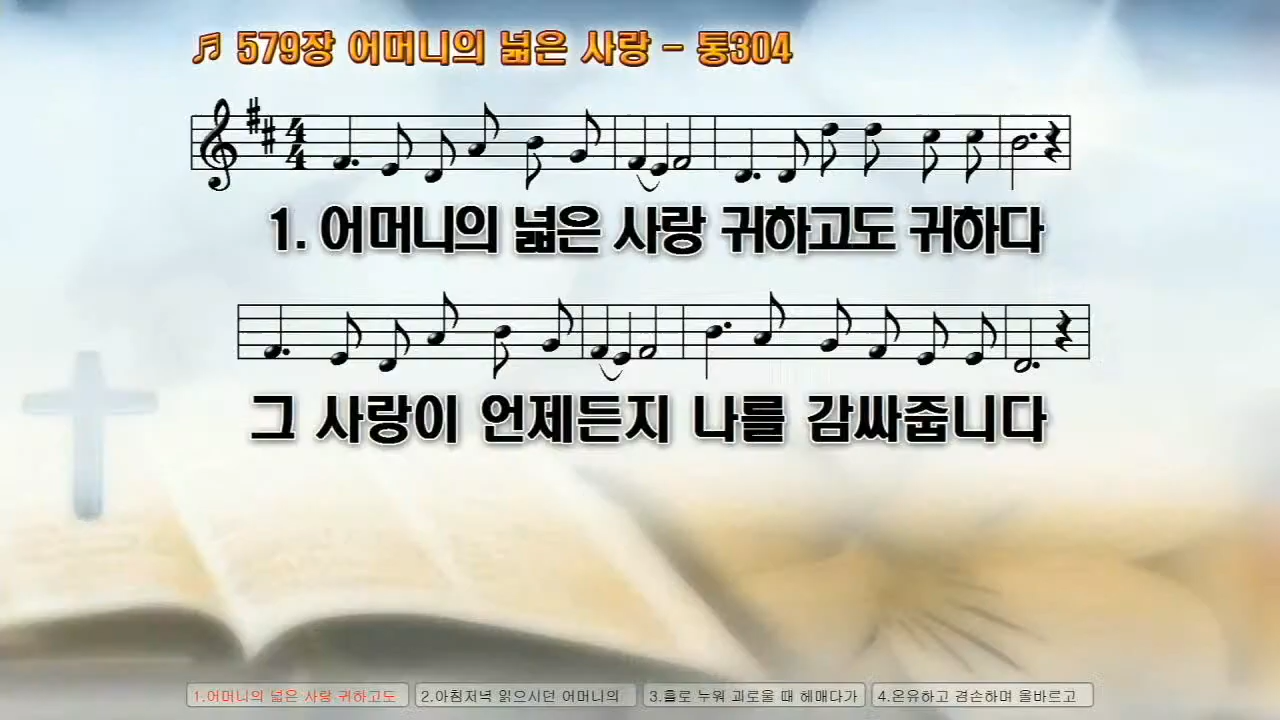 579장 어머니의 넓은 사랑 - 통304
1. 어머니의 넓은 사랑 귀하고도 귀하다
그 사랑이 언제든지 나를 감싸줍니다
1.어머니의 넓은 사랑 귀하고도
2.아침저녁 읽으시던 어머니의
3.홀로 누워 괴로울 때 헤매다가
4.온유하고 겸손하며 올바르고